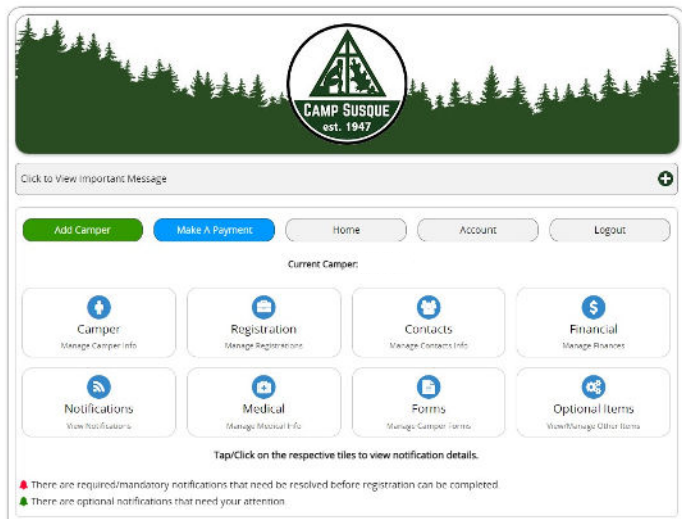 CAMP SUSQUE
est. 1947
Click to View Important Message
Add Camper Make A Payment Home Account Logout
Current Camper:
Camper Registration Contacts Financial
Manage Camper Info Manage Registrations Manage Contacts Info Manage Finances
Notifications Medical Forms Optional Items
View Notifications Manage Medical Info Manage Camper Forms View/Manage Other Items
Tap/Click on the respective tiles to view notification details.
There are required/mandatory notifications that need be resolved before registration can be completed.
There are optional notifications that need your attention